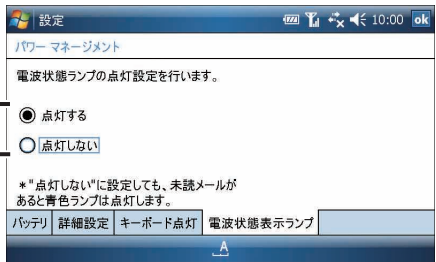 設定 10:00 ok
パワー マネージメント
電波状態ランプの点灯設定を行います。
点灯する
点灯しない
*"点灯しない"に設定しても、未読メールが
あると青色ランプは点灯します。
バッテリ 詳細設定 キーボード点灯 電波状態表示ランプ
A